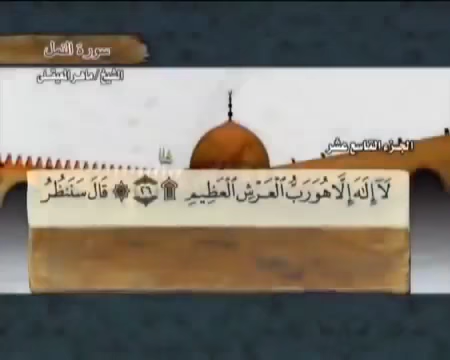 سورة النمل
الشيخ/ماهر المعيقلي
الجزء التاسع عشر
لَآ إِلَٰهَ إِلَّا هُوَ رَبُّ ٱلْعَرْشِ ٱلْعَظِيمِ ۩ ٢٦ ۞ قَالَ سَنَنظُرُ